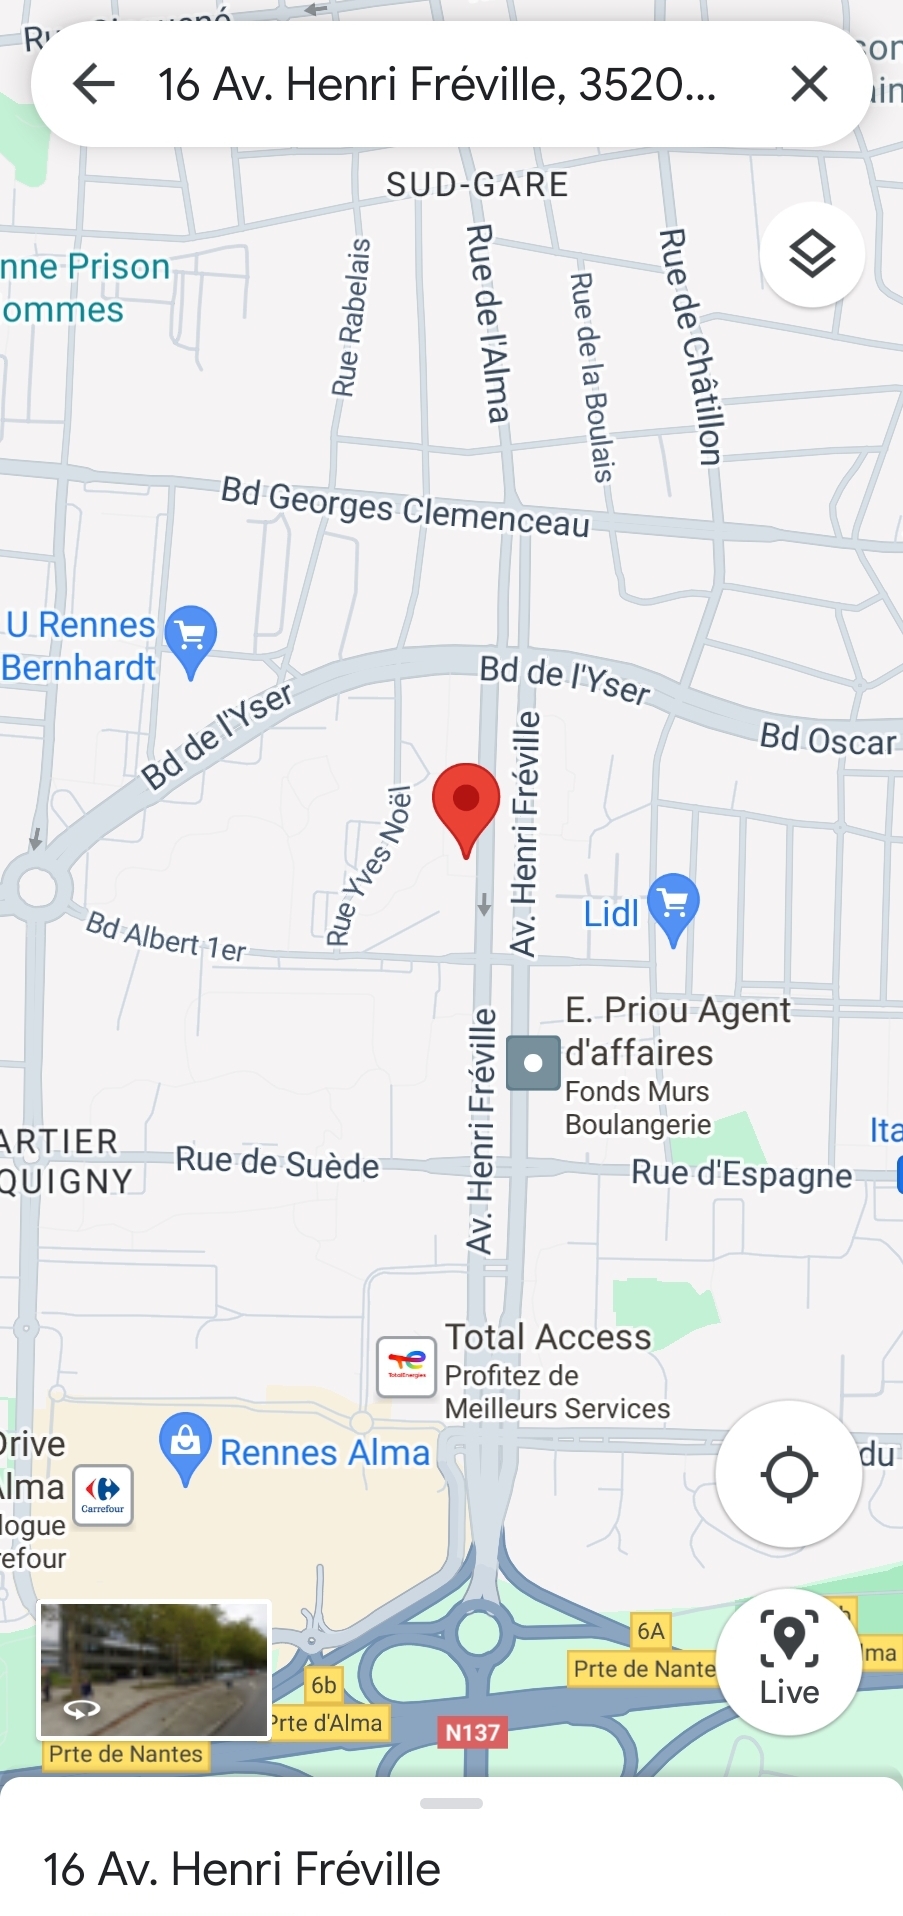 16 Av. Henri Fréville, 3520...
SUD-GARE
nne Prison
ommes
Rue Rabelais
Rue de l'Alma
Rue de la Boulais
Rue de Châtillon
Bd Georges Clemenceau
U Rennes
Bernhardt
Bd de l'Yser
Bd de l'Yser
Bd Oscar
Rue Yves Noël
Av. Henri Fréville
Lidl
Bd Albert 1er
E. Priou Agent
d'affaires
Fonds Murs
Boulangerie
Av. Henri Fréville
ARTIER
QUIGNY
Rue de Suède
Rue d'Espagne
Ita
Total Access
Profitez de
Meilleurs Services
TotalEnergies
Rennes Alma
Drive
Alma
logue
refour
Carrefour
du
6A
Prte de Nante
lma
Live
6b
Prte d'Alma
N137
Prte de Nantes
16 Av. Henri Fréville